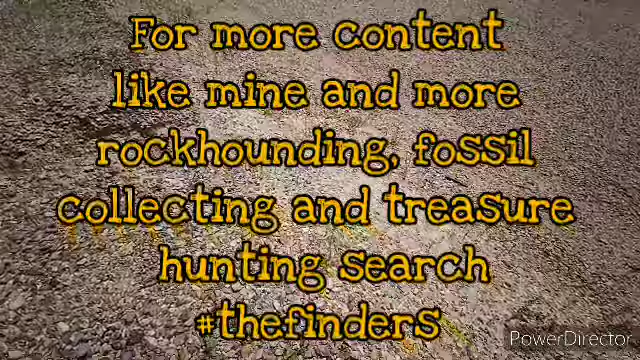 For more content
like mine and more
rockhounding, fossil
collecting and treasure
hunting search
#thefinders
PowerDirector